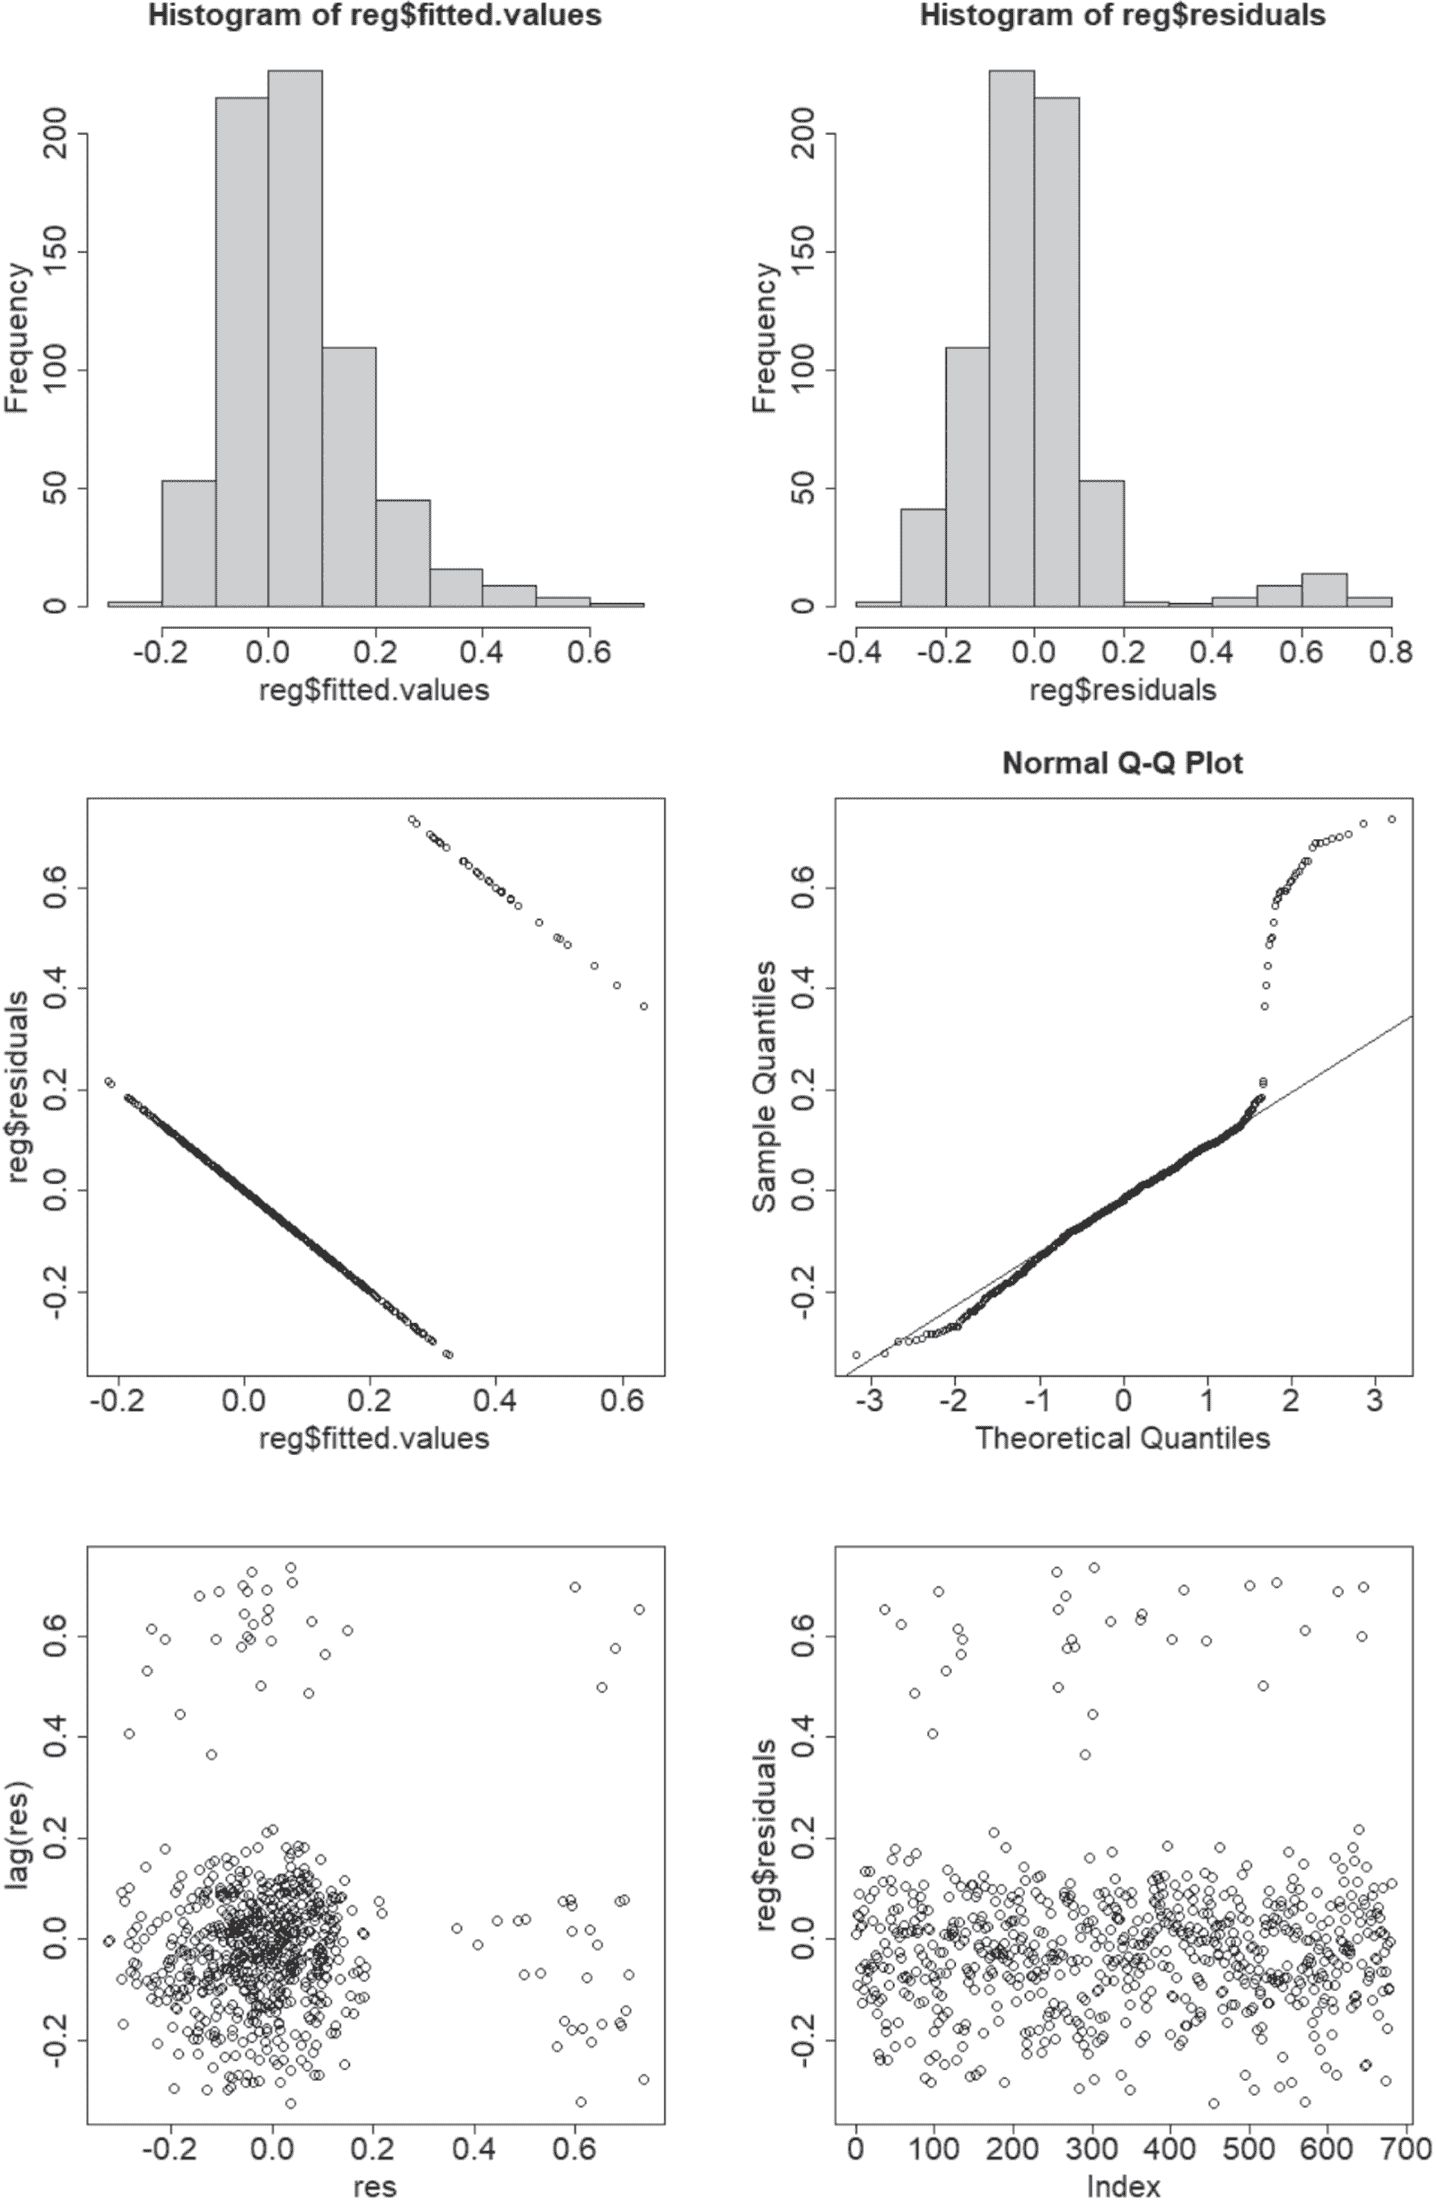 Histogram of reg$fitted.values
Frequency
0 50 100 150 200
-0.2 0.0 0.2 0.4 0.6
reg$fitted.values
Histogram of reg$residuals
Frequency
0 50 100 150 200
-0.4 -0.2 0.0 0.2 0.4 0.6 0.8
reg$residuals
reg$residuals
-0.2 0.0 0.2 0.4 0.6
-0.2 0.0 0.2 0.4 0.6
reg$fitted.values
Normal Q-Q Plot
Sample Quantiles
-0.2 0.0 0.2 0.4 0.6
-3 -2 -1 0 1 2 3
Theoretical Quantiles
lag(res)
-0.2 0.0 0.2 0.4 0.6
-0.2 0.0 0.2 0.4 0.6
res
reg$residuals
-0.2 0.0 0.2 0.4 0.6
0 100 200 300 400 500 600 700
Index